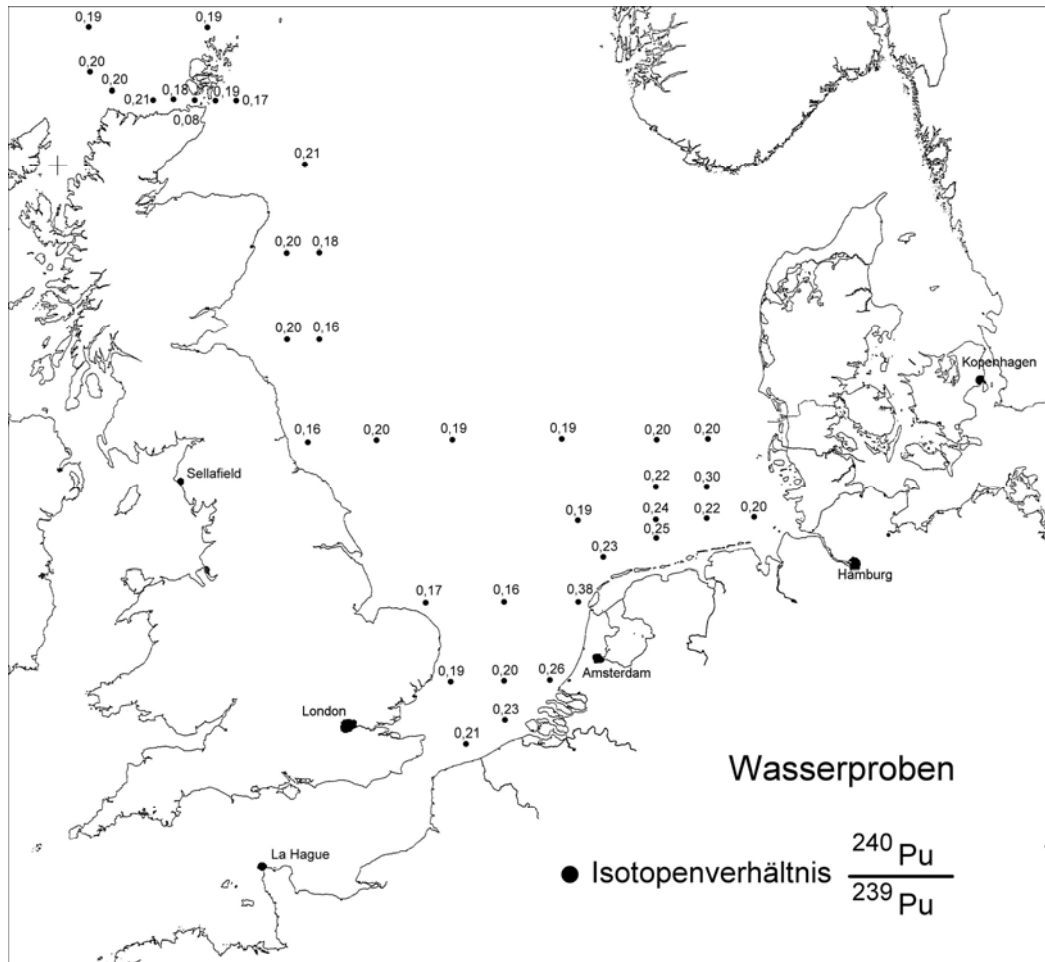 0,19 0,19
0,20
0,20
0,21 0,18 0,19 0,17
0,08
0,21
0,20 0,18
0,20 0,16
Kopenhagen
0,16 0,20 0,19 0,19 0,20 0,20
Sellafield
0,22 0,30
0,19 0,24 0,22 0,20
0,25
0,23
Hamburg
0,17 0,16 0,38
0,19 0,20 0,26
Amsterdam
London
0,23
0,21
Wasserproben
La Hague
Isotopenverhältnis
240 Pu
239 Pu